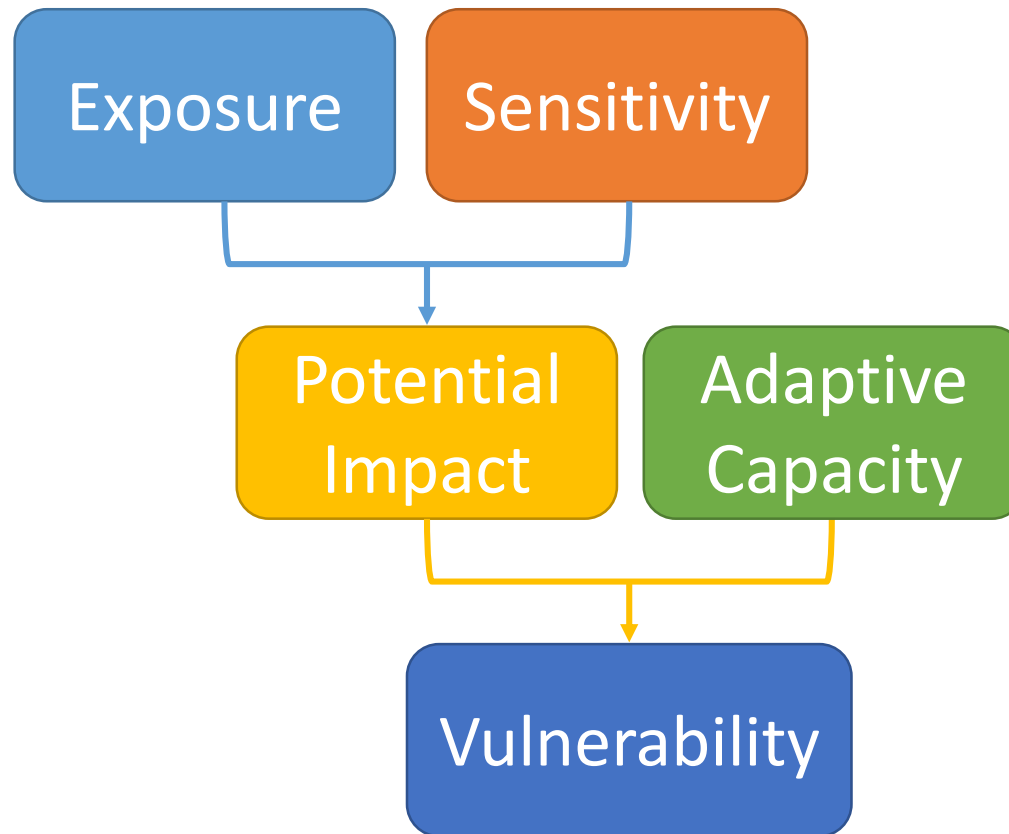 Exposure
Sensitivity
Potential
Impact
Adaptive
Capacity
Vulnerability